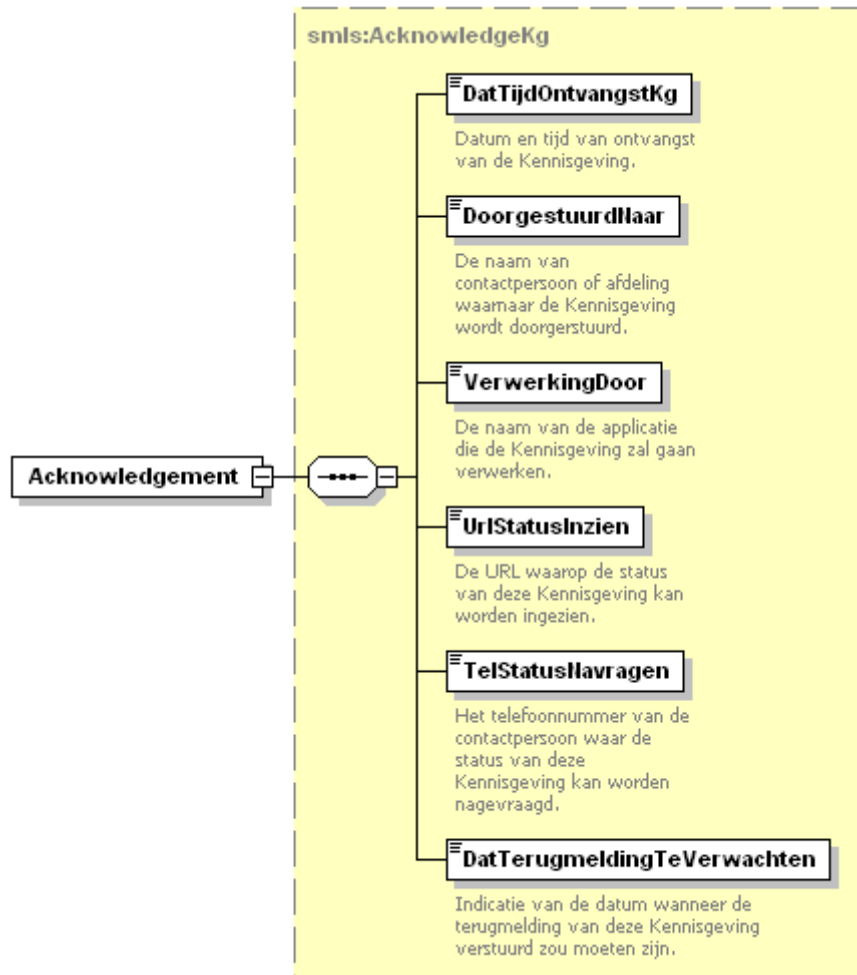 smls:AcknowledgeKg
DatTijdOntvangstKg
Datum en tijd van ontvangst
van de Kennisgeving.
DoorgestuurdNaar
De naam van
contactpersoon of afdeling
waarnaar de Kennisgeving
wordt doorgerstuurd.
VerwerkingDoor
De naam van de applicatie
die de Kennisgeving zal gaan
verwerken.
Acknowledgement
UrlStatusInzien
De URL waarop de status
van deze Kennisgeving kan
worden ingezien.
TelStatusNavragen
Het telefoonnummer van de
contactpersoon waar de
status van deze
Kennisgeving kan worden
nagevraagd.
DatTerugmeldingTeVerwachten
Indicatie van de datum wanneer de
terugmelding van deze Kennisgeving
verstuurd zou moeten zijn.